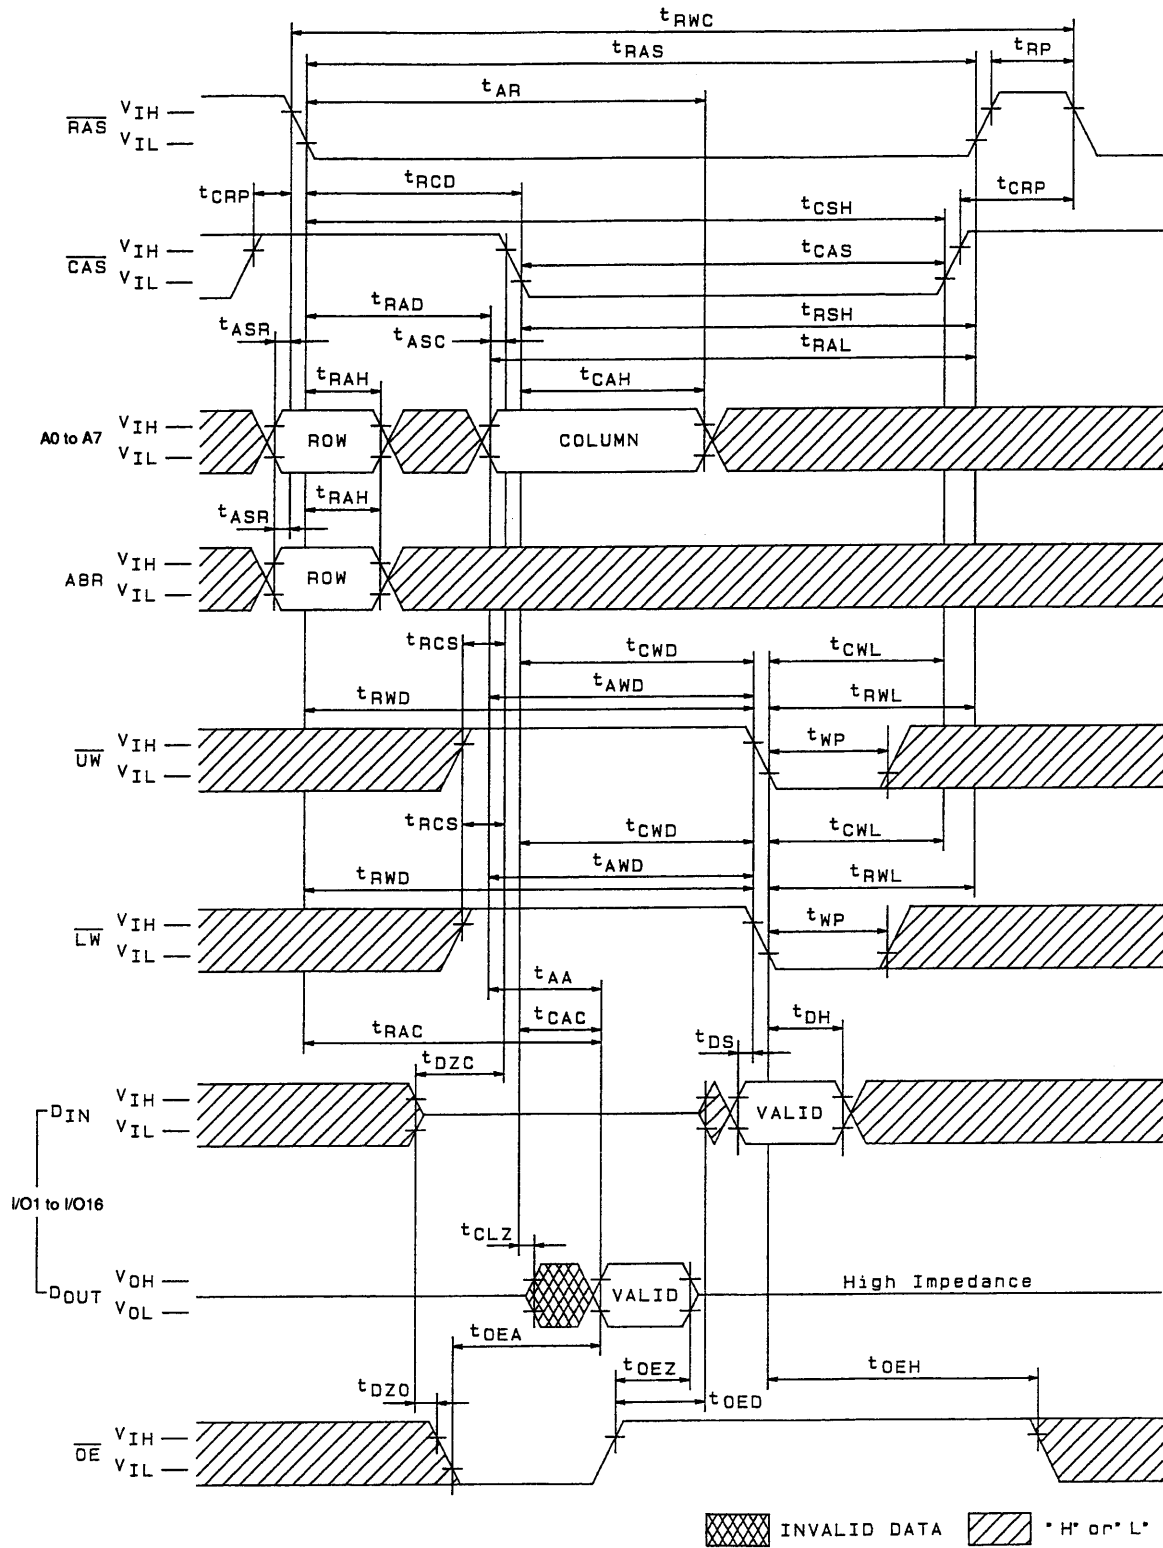 tRWC
tRAS
tRP
tAR
RAS
VIH
VIL
tCRP
tRCD
tCRP
tCSH
CAS
VIH
VIL
tCAS
tRAD
tRSH
tASR
tASC
tRAL
tRAH
tCAH
A0 to A7
VIH
VIL
ROW
COLUMN
tRAH
tASR
A8R
VIH
VIL
ROW
tRCS
tCWD
tCWL
tAWD
tRWD
tRWL
UW
VIH
VIL
tWP
tRCS
tCWD
tCWL
tAWD
tRWD
tRWL
LW
VIH
VIL
tWP
tAA
tCAC
tRAC
tDH
tDS
tDZC
DIN
VIH
VIL
VALID
I/O1 to I/O16
tCLZ
DOUT
VOH
VOL
VALID
High Impedance
tOEA
tOEZ
tOEH
tDZO
tOED
OE
VIH
VIL
INVALID DATA
"H" or "L"